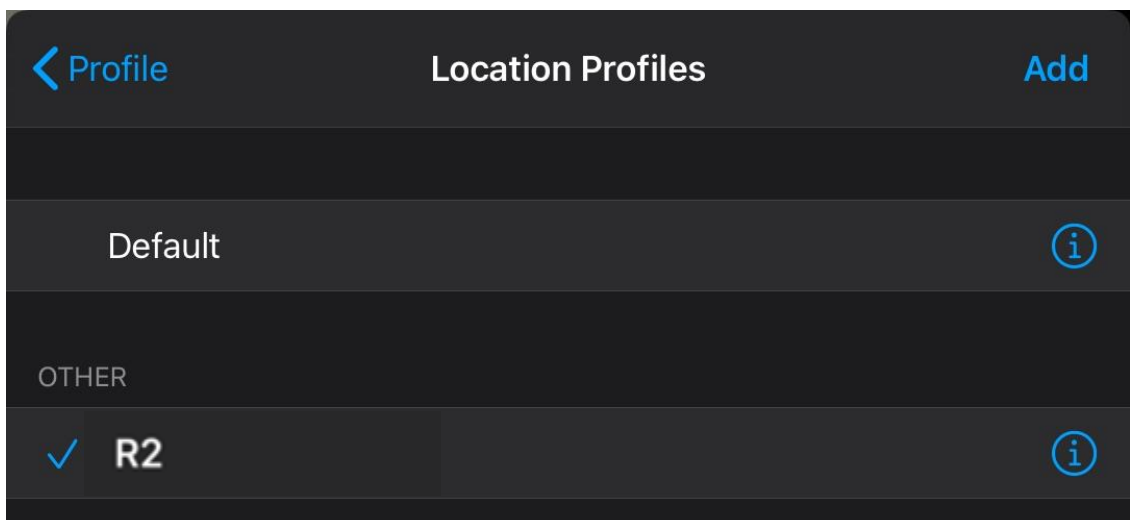 Profile
Location Profiles
Add
Default
OTHER
R2